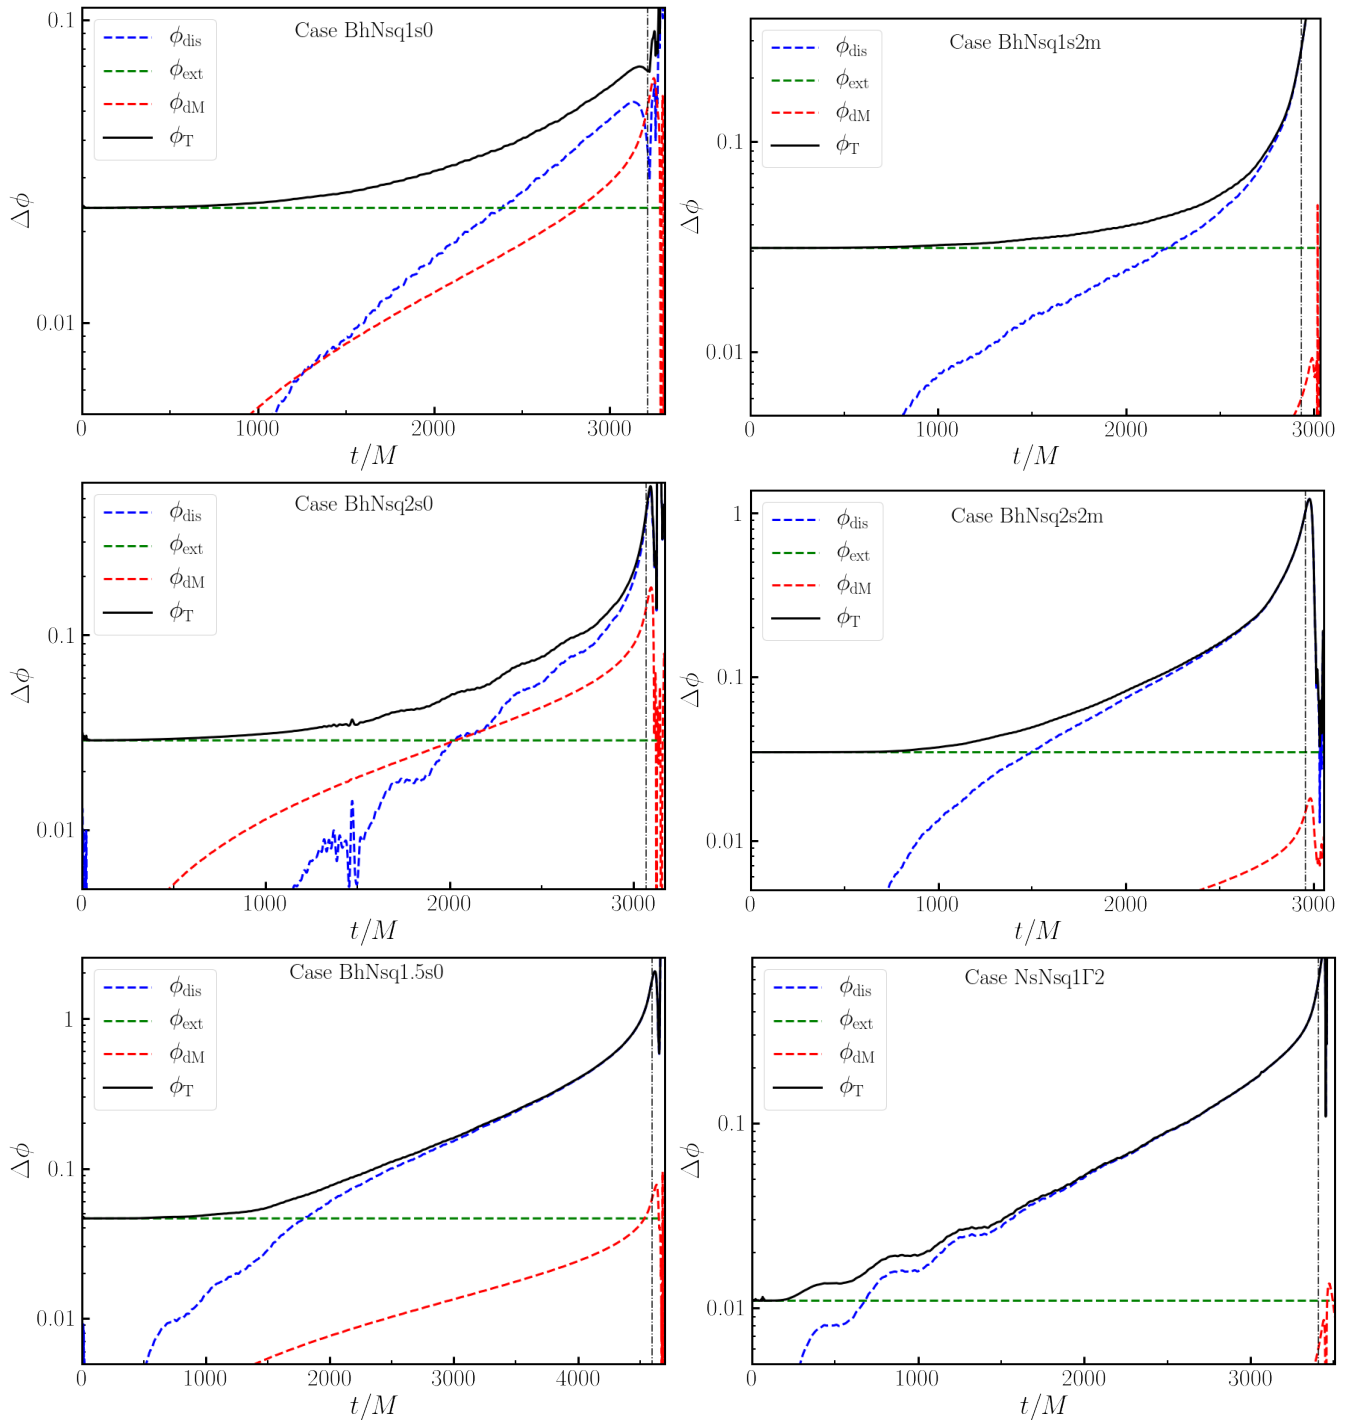 Case BhNsq1s0
ϕdis
ϕext
ϕdM
ϕT
0.1
0.01
Δϕ
0 1000 2000 3000
t/M
Case BhNsq1s2m
ϕdis
ϕext
ϕdM
ϕT
0.1
0.01
Δϕ
0 1000 2000 3000
t/M
Case BhNsq2s0
ϕdis
ϕext
ϕdM
ϕT
0.1
0.01
Δϕ
0 1000 2000 3000
t/M
Case BhNsq2s2m
ϕdis
ϕext
ϕdM
ϕT
1
0.1
0.01
Δϕ
0 1000 2000 3000
t/M
Case BhNsq1.5s0
ϕdis
ϕext
ϕdM
ϕT
1
0.1
0.01
Δϕ
0 1000 2000 3000 4000
t/M
Case NsNsq1Γ2
ϕdis
ϕext
ϕdM
ϕT
0.1
0.01
Δϕ
0 1000 2000 3000
t/M